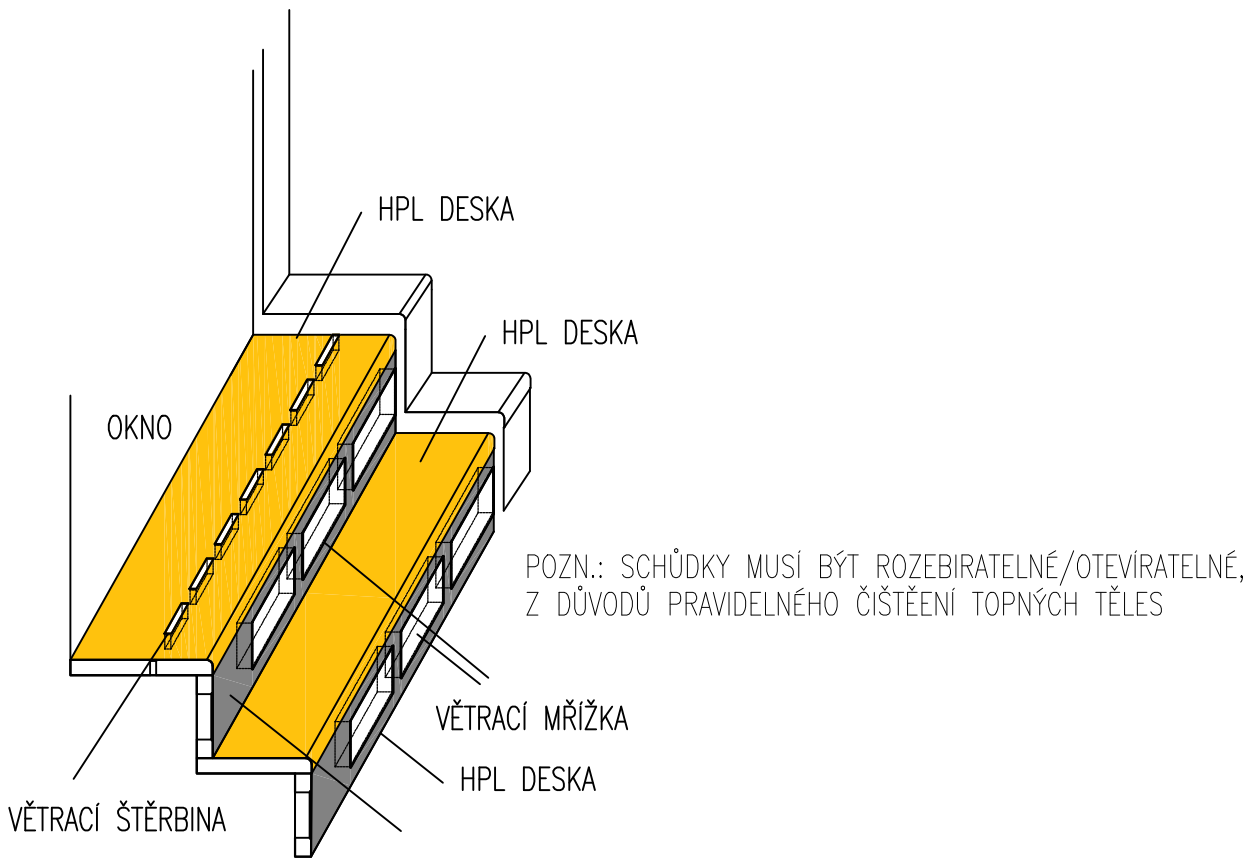 HPL DESKA
HPL DESKA
OKNO
POZN.: SCHŮDKY MUSÍ BÝT ROZEBIRATELNÉ/OTEVÍRATELNÉ,
Z DŮVODŮ PRAVIDELNÉHO ČIŠTĚENÍ TOPNÝCH TĚLES
VĚTRACÍ MŘÍŽKA
HPL DESKA
VĚTRACÍ ŠTĚRBINA